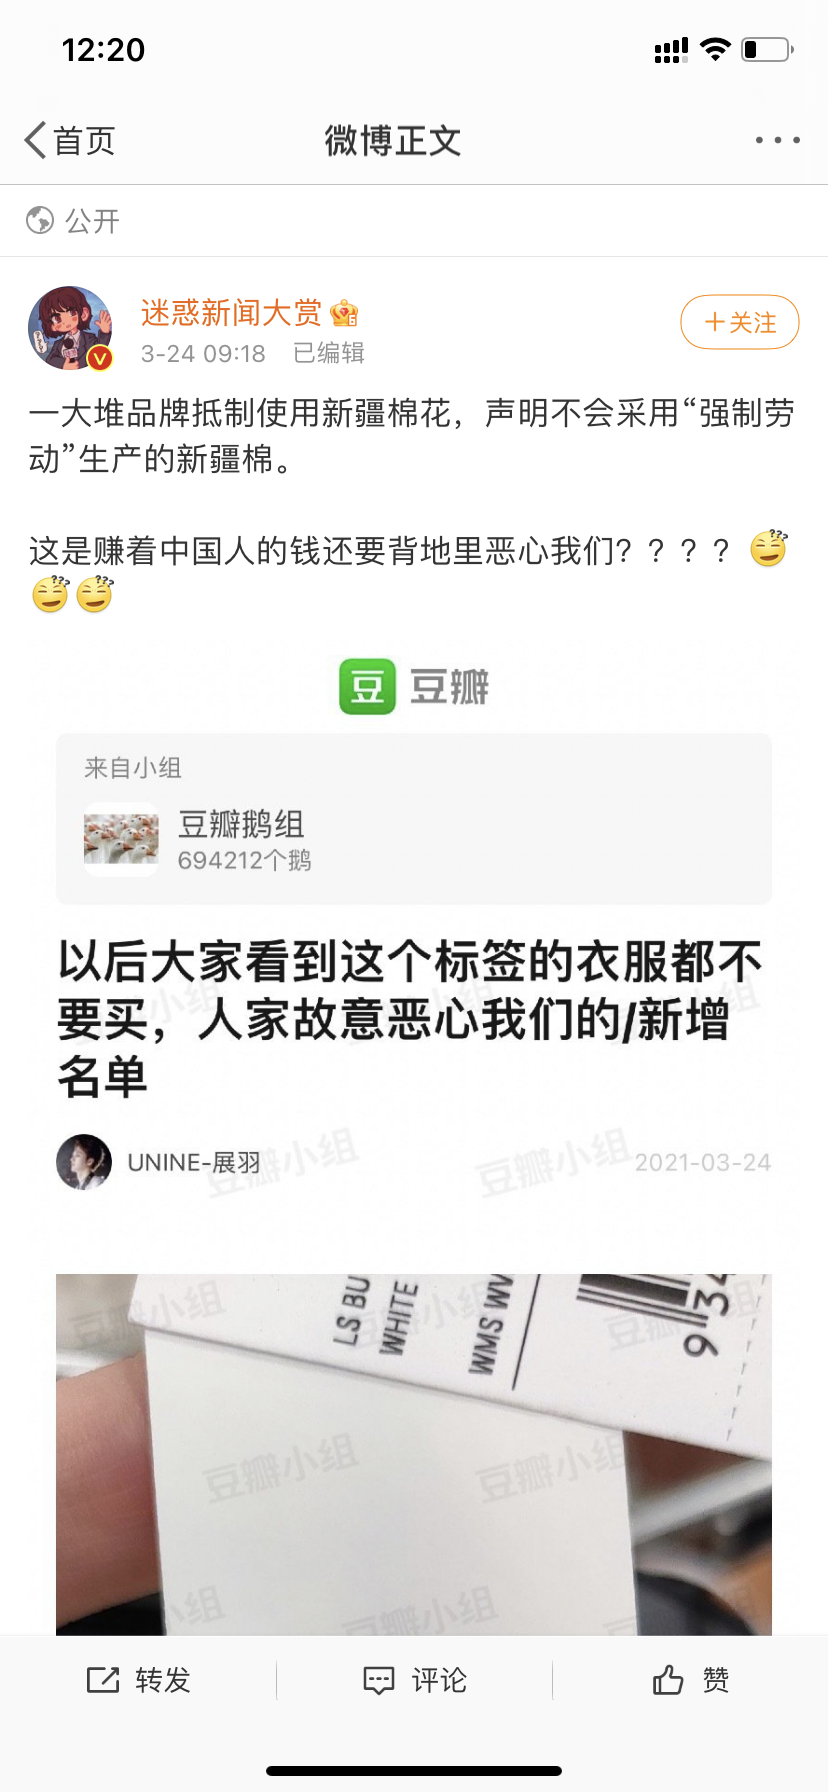 12:20
首页
微博正文
公开
迷惑新闻大赏
+关注
3-24 09:18 已编辑
一大堆品牌抵制使用新疆棉花，声明不会采用“强制劳
动”生产的新疆棉。
这是赚着中国人的钱还要背地里恶心我们？？？？
豆 豆瓣
来自小组
豆瓣鹅组
694212个鹅
以后大家看到这个标签的衣服都不
要买，人家故意恶心我们的/新增
名单
UNINE-展羽
2021-03-24
豆瓣小组
LS BU
WHITE
WMS WV
9 34
转发
评论
赞